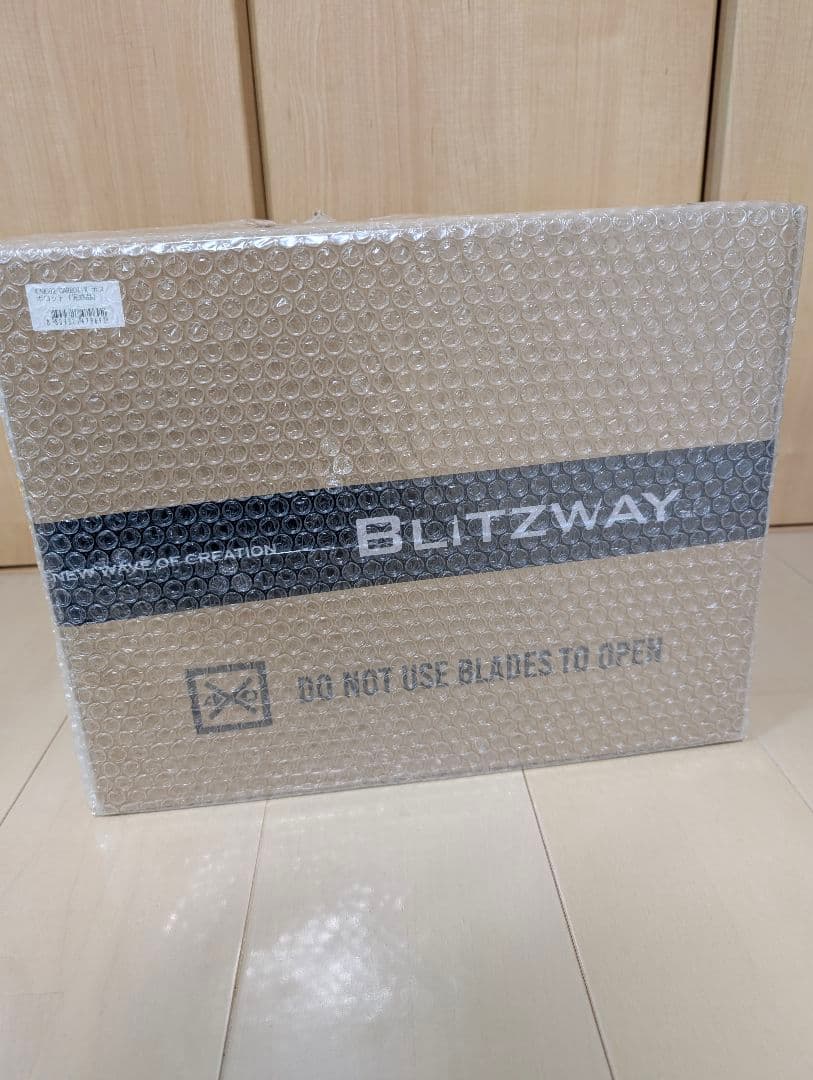 NEW WAVE OF CREATION
BLITZWAY
DO NOT USE BLADES TO OPEN